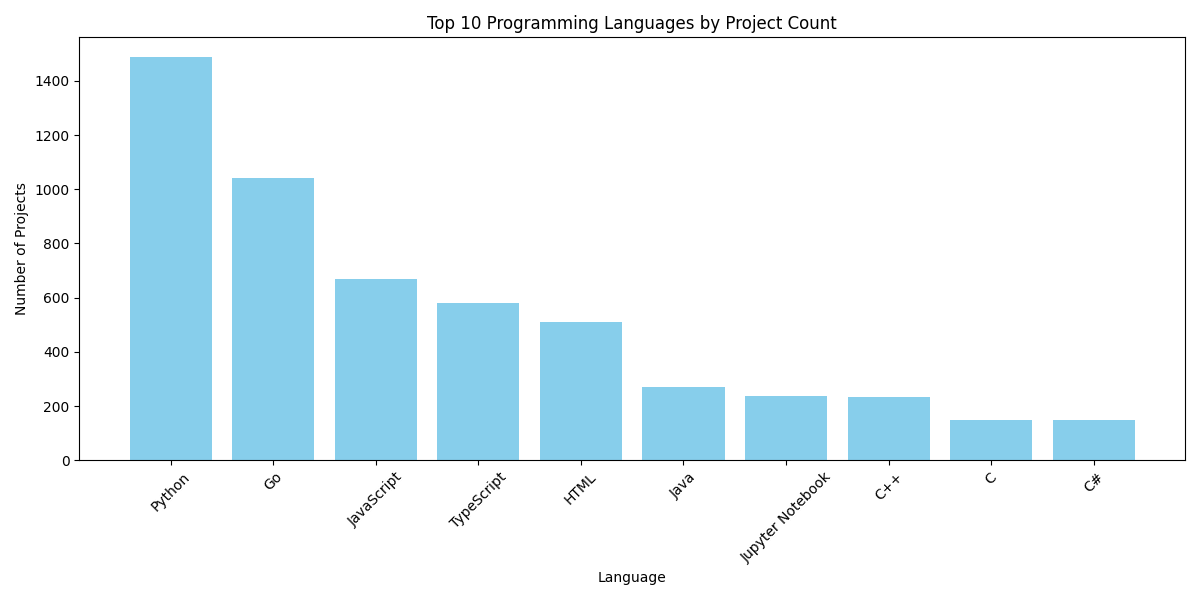 Top 10 Programming Languages by Project Count
Number of Projects
1400
1200
1000
800
600
400
200
0
Python
Go
JavaScript
TypeScript
HTML
Java
Jupyter Notebook
C++
C
C#
Language